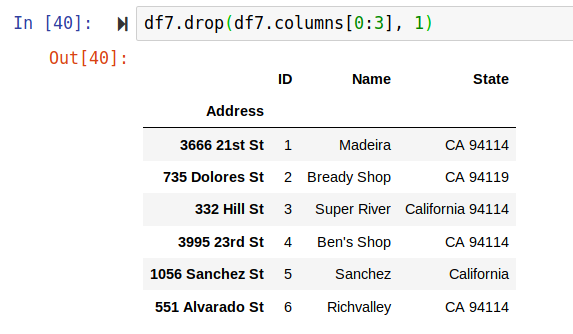 In [40]: df7.drop(df7.columns[0:3], 1)
Out[40]:
ID Name State
Address
3666 21st St 1 Madeira CA 94114
735 Dolores St 2 Bready Shop CA 94119
332 Hill St 3 Super River California 94114
3995 23rd St 4 Ben's Shop CA 94114
1056 Sanchez St 5 Sanchez California
551 Alvarado St 6 Richvalley CA 94114